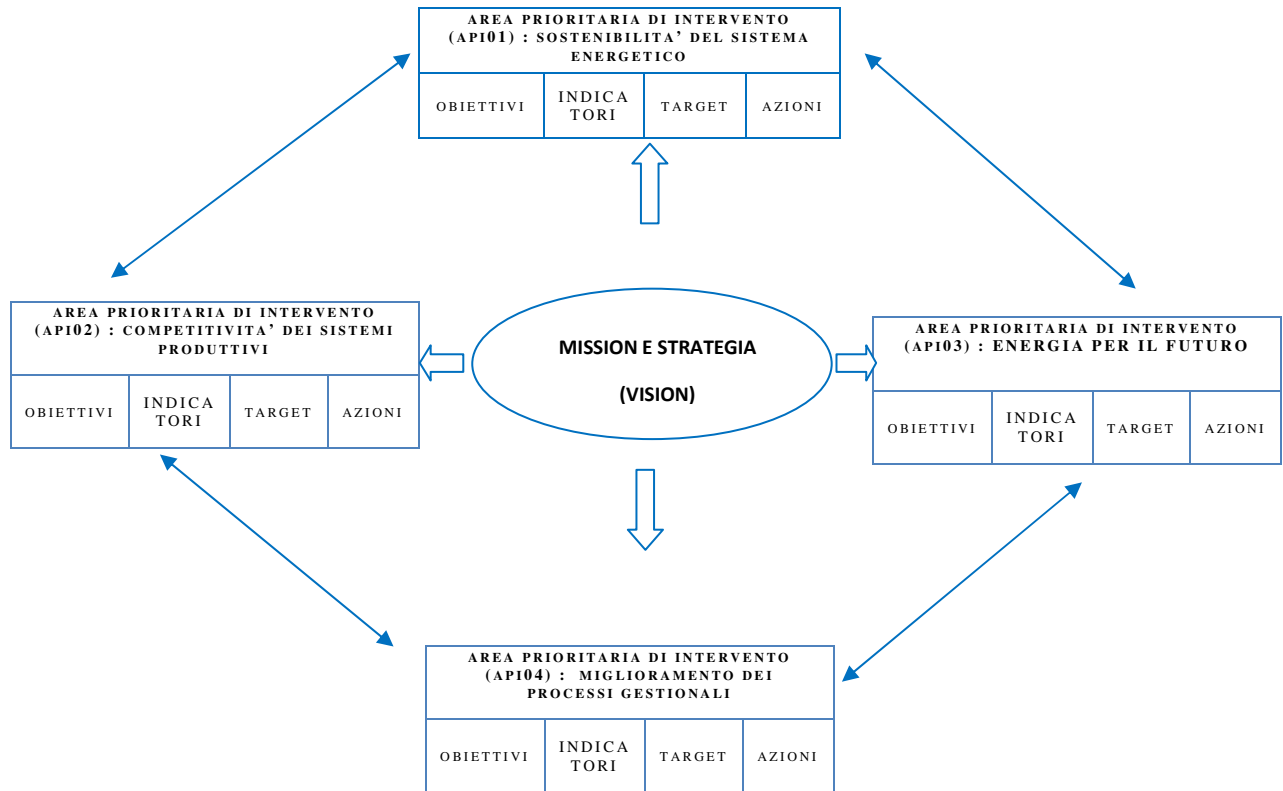 AREA PRIORITARIA DI INTERVENTO
(API01) : SOSTENIBILITA’ DEL SISTEMA
ENERGETICO
OBIETTIVI
INDICA
TORI
TARGET
AZIONI
AREA PRIORITARIA DI INTERVENTO
(API02) : COMPETITIVITA’ DEI SISTEMI
PRODUTTIVI
OBIETTIVI
INDICA
TORI
TARGET
AZIONI
MISSION E STRATEGIA
(VISION)
AREA PRIORITARIA DI INTERVENTO
(API03) : ENERGIA PER IL FUTURO
OBIETTIVI
INDICA
TORI
TARGET
AZIONI
AREA PRIORITARIA DI INTERVENTO
(API04) : MIGLIORAMENTO DEI
PROCESSI GESTIONALI
OBIETTIVI
INDICA
TORI
TARGET
AZIONI